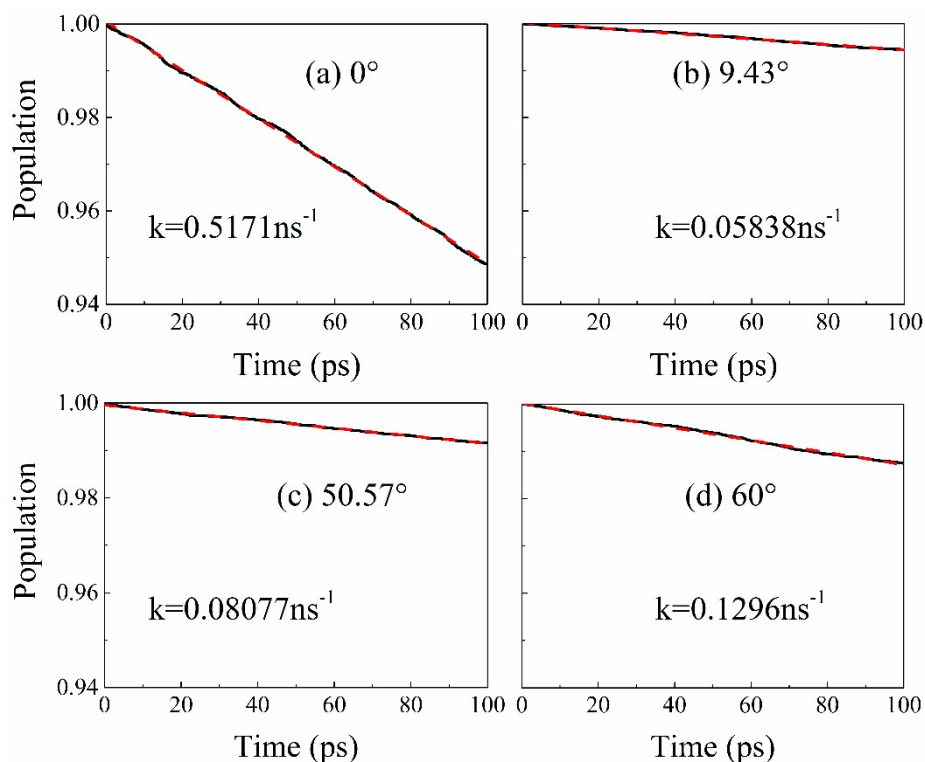 1.00
0.98
0.96
0.94
Population
(a) 0°
k=0.5171ns⁻¹
0 20 40 60 80 100
Time (ps)
(b) 9.43°
k=0.05838ns⁻¹
0 20 40 60 80 100
Time (ps)
1.00
0.98
0.96
0.94
Population
(c) 50.57°
k=0.08077ns⁻¹
0 20 40 60 80 100
Time (ps)
(d) 60°
k=0.1296ns⁻¹
0 20 40 60 80 100
Time (ps)